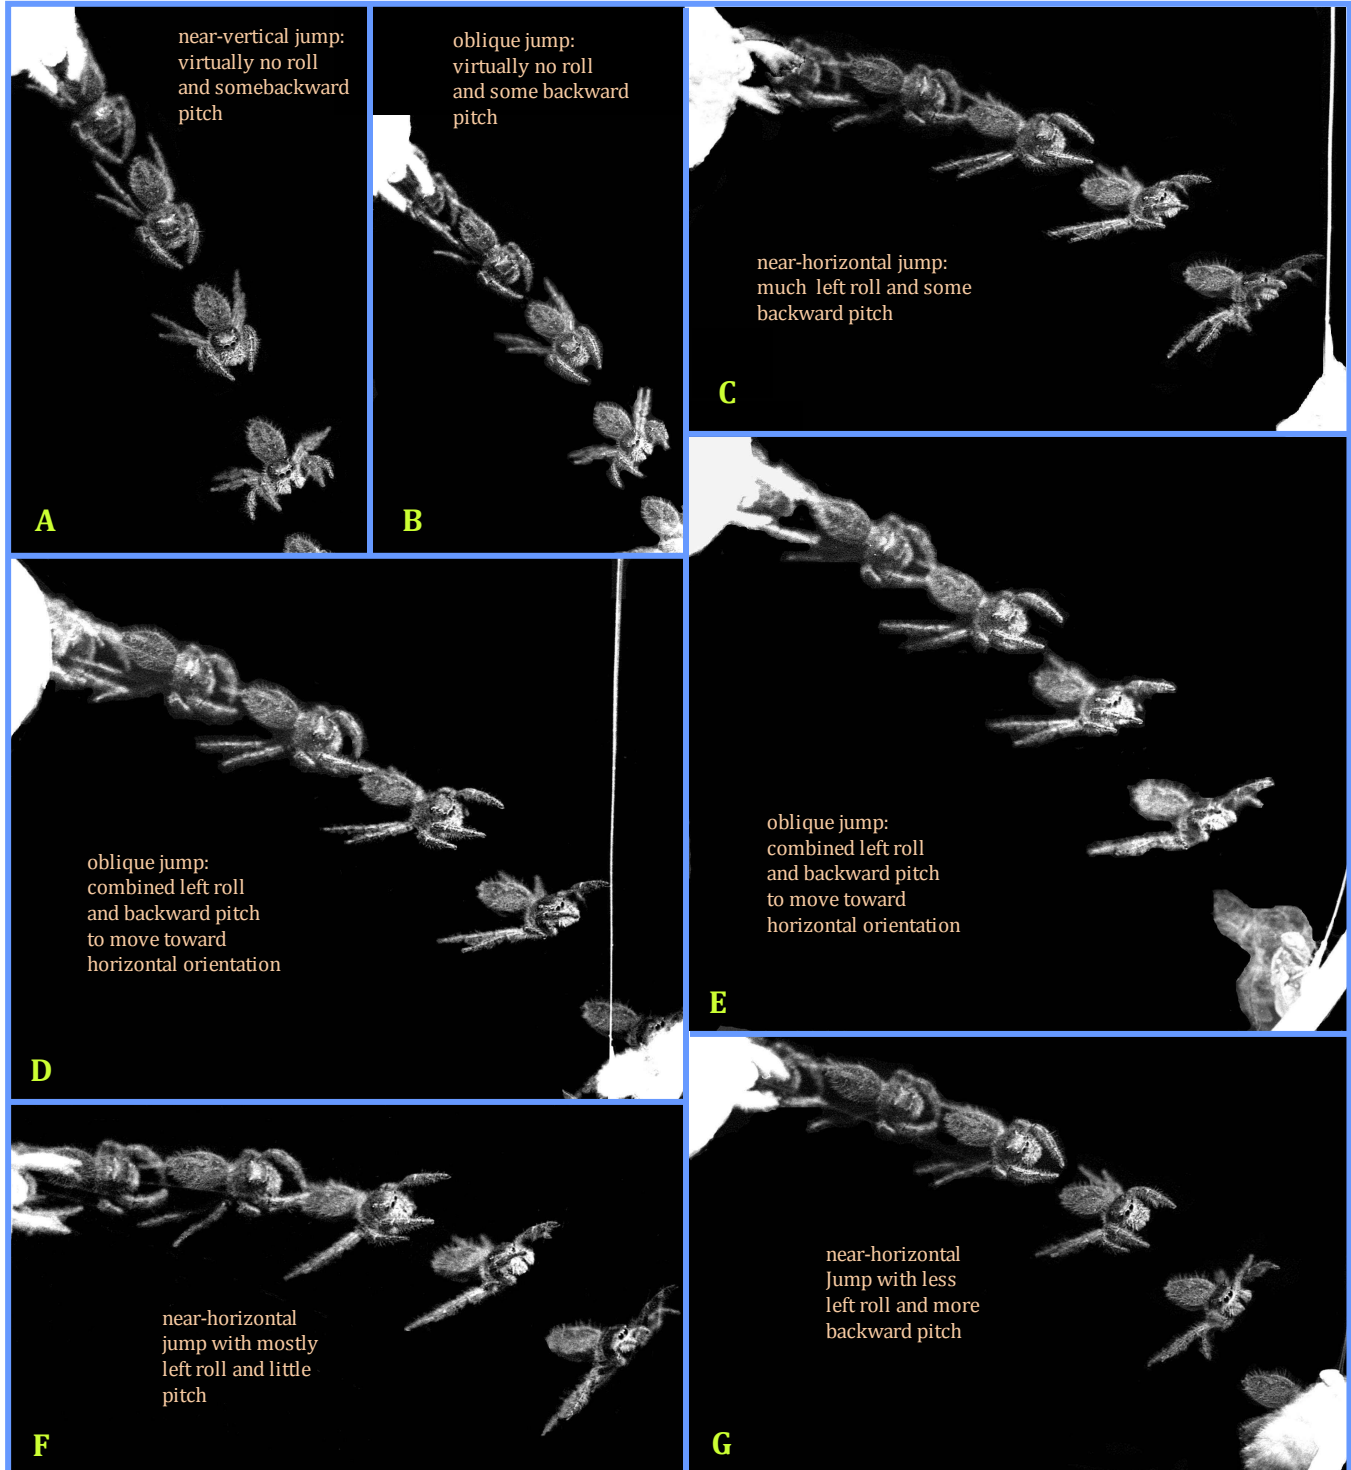 near-vertical jump:
virtually no roll
and somebackward
pitch
A
oblique jump:
virtually no roll
and some backward
pitch
B
near-horizontal jump:
much left roll and some
backward pitch
C
oblique jump:
combined left roll
and backward pitch
to move toward
horizontal orientation
D
oblique jump:
combined left roll
and backward pitch
to move toward
horizontal orientation
E
near-horizontal
jump with mostly
left roll and little
pitch
F
near-horizontal
Jump with less
left roll and more
backward pitch
G